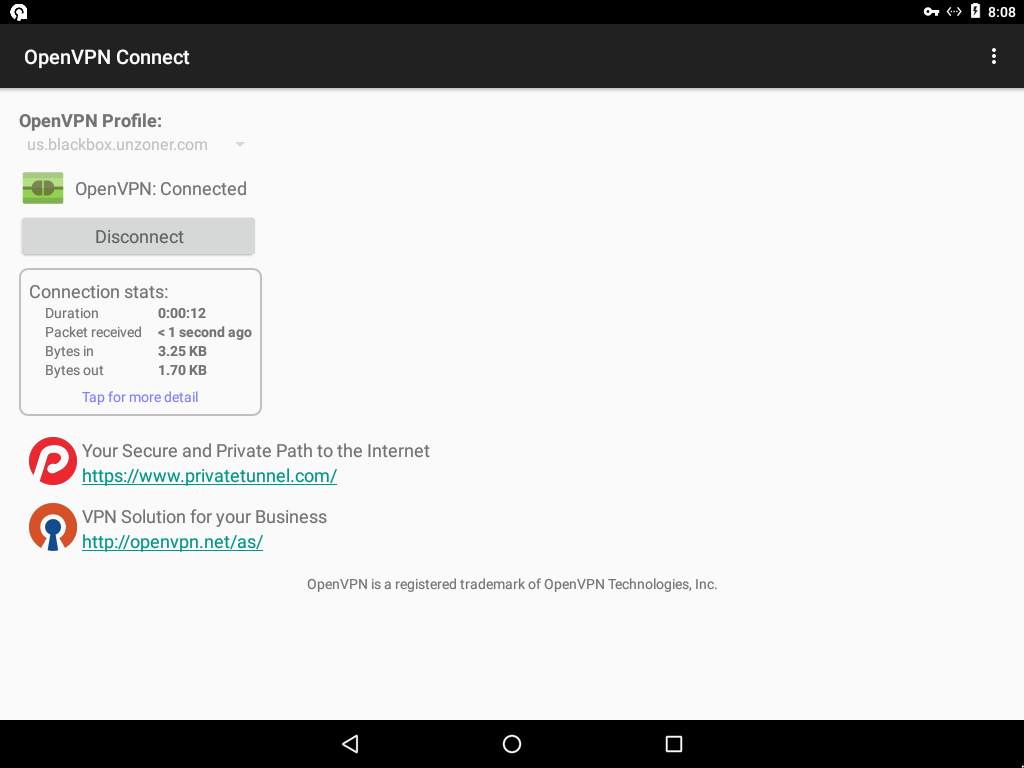 8:08
OpenVPN Connect
OpenVPN Profile:
us.blackbox.unzoner.com
OpenVPN: Connected
Disconnect
Connection stats:
Duration 0:00:12
Packet received < 1 second ago
Bytes in 3.25 KB
Bytes out 1.70 KB
Tap for more detail
Your Secure and Private Path to the Internet
https://www.privatetunnel.com/
VPN Solution for your Business
http://openvpn.net/as/
OpenVPN is a registered trademark of OpenVPN Technologies, Inc.